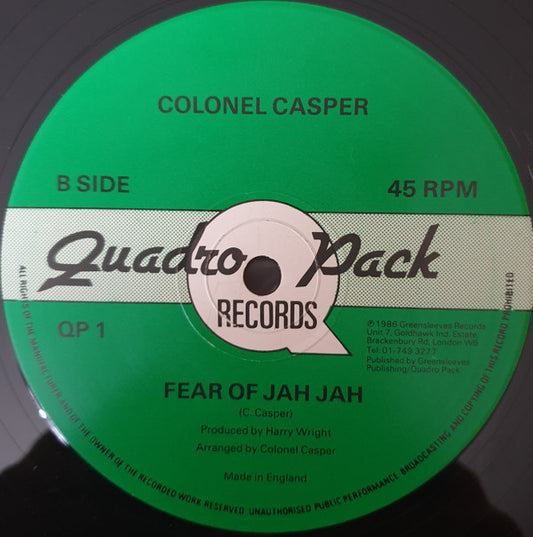 COLONEL CASPER
B SIDE
45 RPM
Quadro Pack
RECORDS
QP 1
℗ 1986 Greensleeves Records
Unit 7, Goldhawk Ind. Estate,
Brackenbury Rd, London W6
Tel: 01-749 3277
Published by Greensleeves
Publishing/Quadro Pack
FEAR OF JAH JAH
(C. Casper)
Produced by Harry Wright
Arranged by Colonel Casper
Made in England
ALL RIGHTS OF THE MANUFACTURER AND OF THE OWNER OF THE RECORDED WORK RESERVED. UNAUTHORISED PUBLIC PERFORMANCE, BROADCASTING AND COPYING OF THIS RECORD PROHIBITED